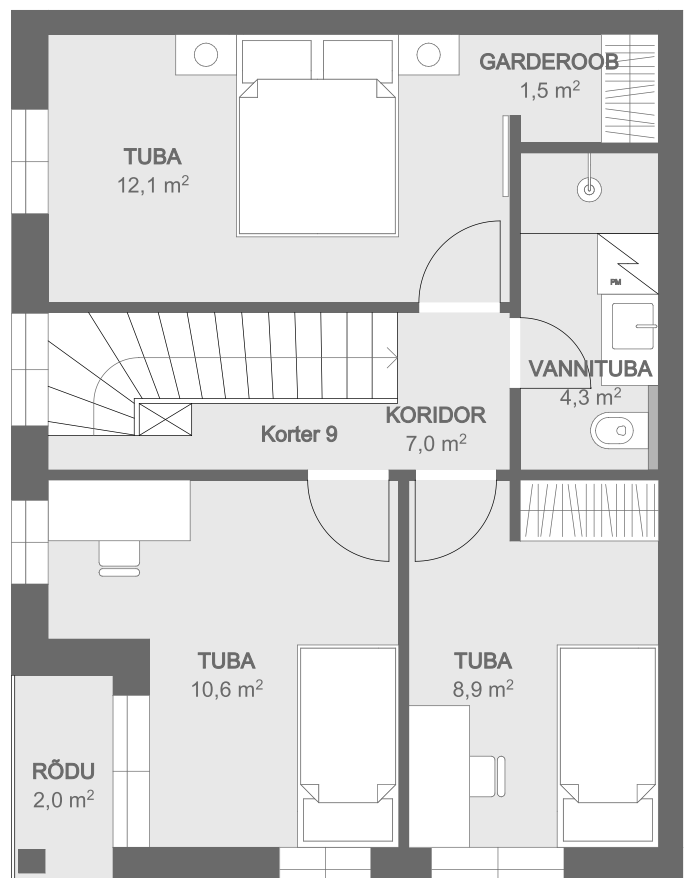 GARDEROOB
1,5 m²
TUBA
12,1 m²
PM
VANNITUBA
4,3 m²
KORIDOR
7,0 m²
Korter 9
TUBA
10,6 m²
TUBA
8,9 m²
RÕDU
2,0 m²